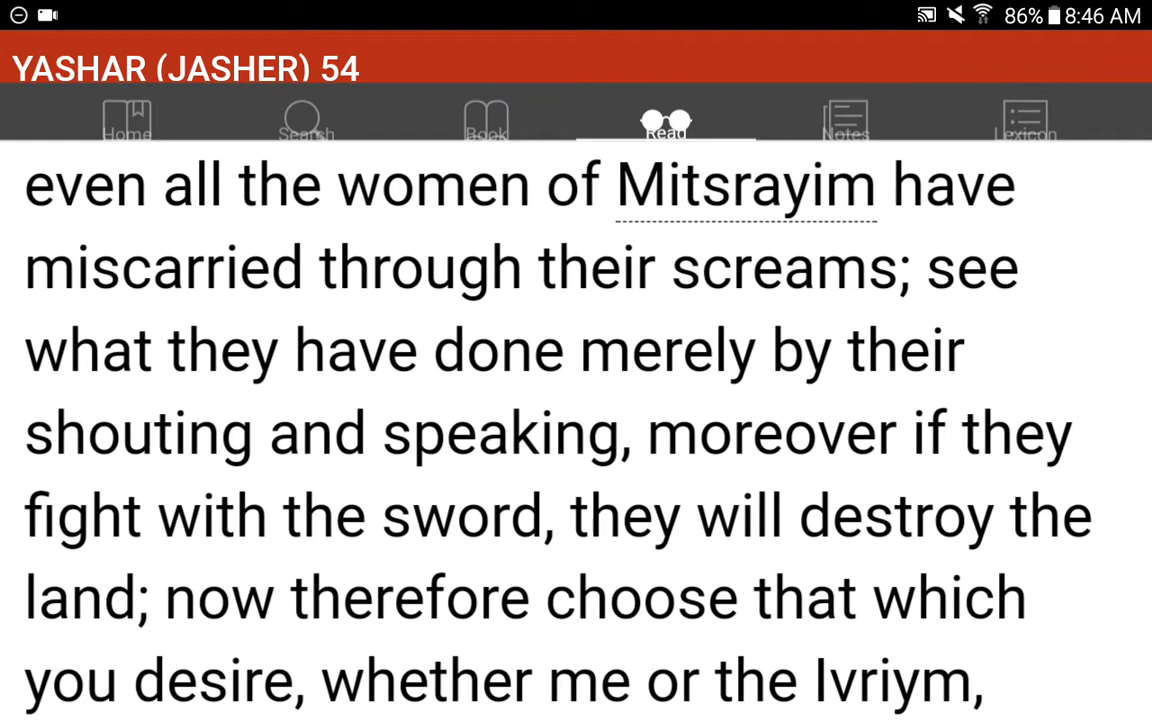 86% 8:46 AM
YASHAR (JASHER) 54
Home Search Book Read Notes Lexicon
even all the women of Mitsrayim have
miscarried through their screams; see
what they have done merely by their
shouting and speaking, moreover if they
fight with the sword, they will destroy the
land; now therefore choose that which
you desire, whether me or the Ivriym,